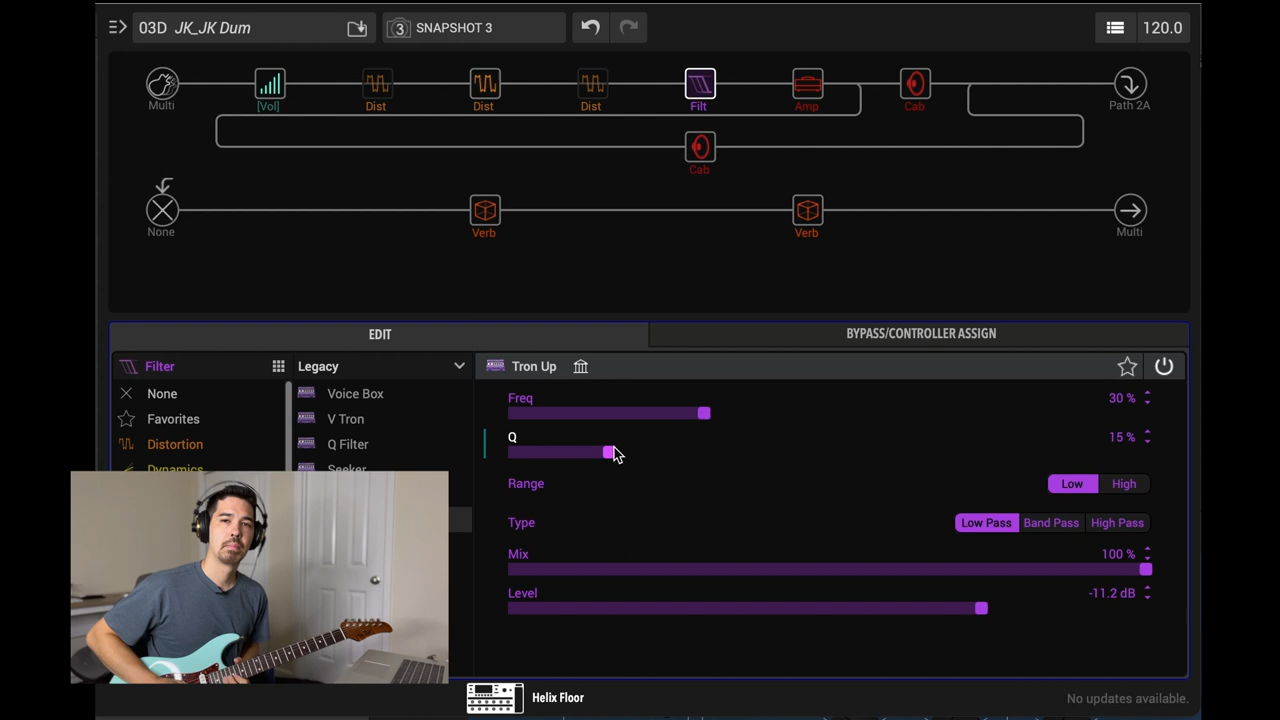 03D JK_JK Dum
3 SNAPSHOT 3
120.0
Multi
[Vol]
Dist
Dist
Dist
Filt
Amp
Cab
Path 2A
Cab
None
Verb
Verb
Multi
EDIT
BYPASS/CONTROLLER ASSIGN
Filter
Legacy
Tron Up
None
Voice Box
Freq
30 %
Favorites
V Tron
Distortion
Q Filter
Q
15 %
Dynamics
Seeker
Range
Low
High
Type
Low Pass
Band Pass
High Pass
Mix
100 %
Level
-11.2 dB
Helix Floor
No updates available.